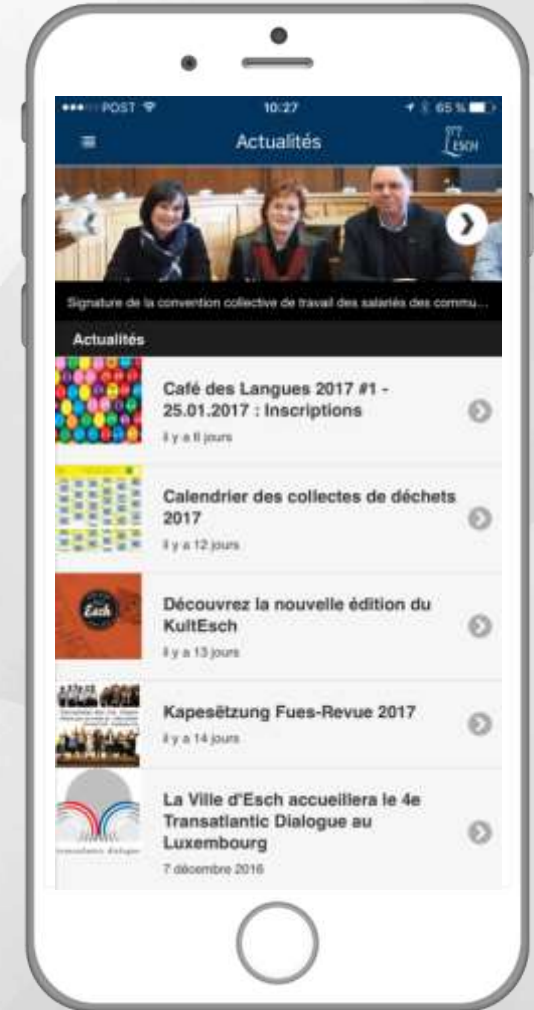 POST 10:27 65 %
Actualités
ESCH
Signature de la convention collective de travail des salariés des commu...
Actualités
Café des Langues 2017 #1 -
25.01.2017 : Inscriptions
il y a 8 jours
Calendrier des collectes de déchets
2017
il y a 12 jours
Esch
Découvrez la nouvelle édition du
KultEsch
il y a 13 jours
Kapesëtzung Fues-Revue 2017
il y a 14 jours
La Ville d'Esch accueillera le 4e
Transatlantic Dialogue au
Luxembourg
7 décembre 2016
transatlantic dialogue